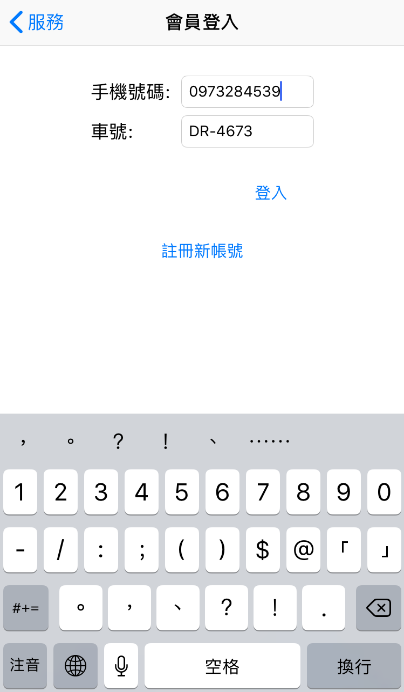 服務 會員登入
手機號碼: 0973284539
車號: DR-4673
登入
註冊新帳號
， 。 ? ! 、 ⋯⋯
1 2 3 4 5 6 7 8 9 0
- / : ; ( ) $ @ 「 」
#+= 。 ， 、 ? ! .
注音 空格 換行